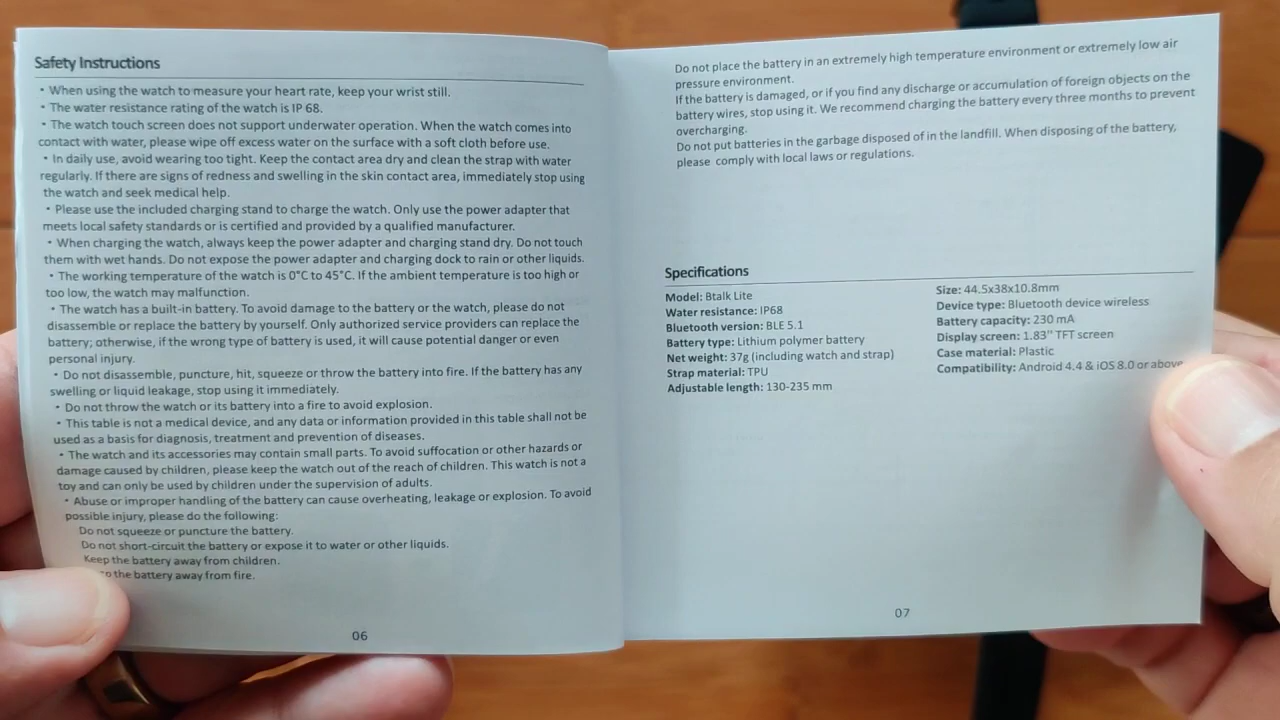 Safety Instructions
• When using the watch to measure your heart rate, keep your wrist still.
• The water resistance rating of the watch is IP 68.
• The watch touch screen does not support underwater operation. When the watch comes into
contact with water, please wipe off excess water on the surface with a soft cloth before use.
• In daily use, avoid wearing too tight. Keep the contact area dry and clean the strap with water
regularly. If there are signs of redness and swelling in the skin contact area, immediately stop using
the watch and seek medical help.
• Please use the included charging stand to charge the watch. Only use the power adapter that
meets local safety standards or is certified and provided by a qualified manufacturer.
• When charging the watch, always keep the power adapter and charging stand dry. Do not touch
them with wet hands. Do not expose the power adapter and charging dock to rain or other liquids.
• The working temperature of the watch is 0°C to 45°C. If the ambient temperature is too high or
too low, the watch may malfunction.
• The watch has a built-in battery. To avoid damage to the battery or the watch, please do not
disassemble or replace the battery by yourself. Only authorized service providers can replace the
battery; otherwise, if the wrong type of battery is used, it will cause potential danger or even
personal injury.
• Do not disassemble, puncture, hit, squeeze or throw the battery into fire. If the battery has any
swelling or liquid leakage, stop using it immediately.
• Do not throw the watch or its battery into a fire to avoid explosion.
• This table is not a medical device, and any data or information provided in this table shall not be
used as a basis for diagnosis, treatment and prevention of diseases.
• The watch and its accessories may contain small parts. To avoid suffocation or other hazards or
damage caused by children, please keep the watch out of the reach of children. This watch is not a
toy and can only be used by children under the supervision of adults.
• Abuse or improper handling of the battery can cause overheating, leakage or explosion. To avoid
possible injury, please do the following:
Do not squeeze or puncture the battery.
Do not short-circuit the battery or expose it to water or other liquids.
Keep the battery away from children.
the battery away from fire.
06
Do not place the battery in an extremely high temperature environment or extremely low air
pressure environment.
If the battery is damaged, or if you find any discharge or accumulation of foreign objects on the
battery wires, stop using it. We recommend charging the battery every three months to prevent
overcharging.
Do not put batteries in the garbage disposed of in the landfill. When disposing of the battery,
please comply with local laws or regulations.
Specifications
Model: Btalk Lite
Water resistance: IP68
Bluetooth version: BLE 5.1
Battery type: Lithium polymer battery
Net weight: 37g (including watch and strap)
Strap material: TPU
Adjustable length: 130-235 mm
Size: 44.5x38x10.8mm
Device type: Bluetooth device wireless
Battery capacity: 230 mA
Display screen: 1.83" TFT screen
Case material: Plastic
Compatibility: Android 4.4 & iOS 8.0 or above
07